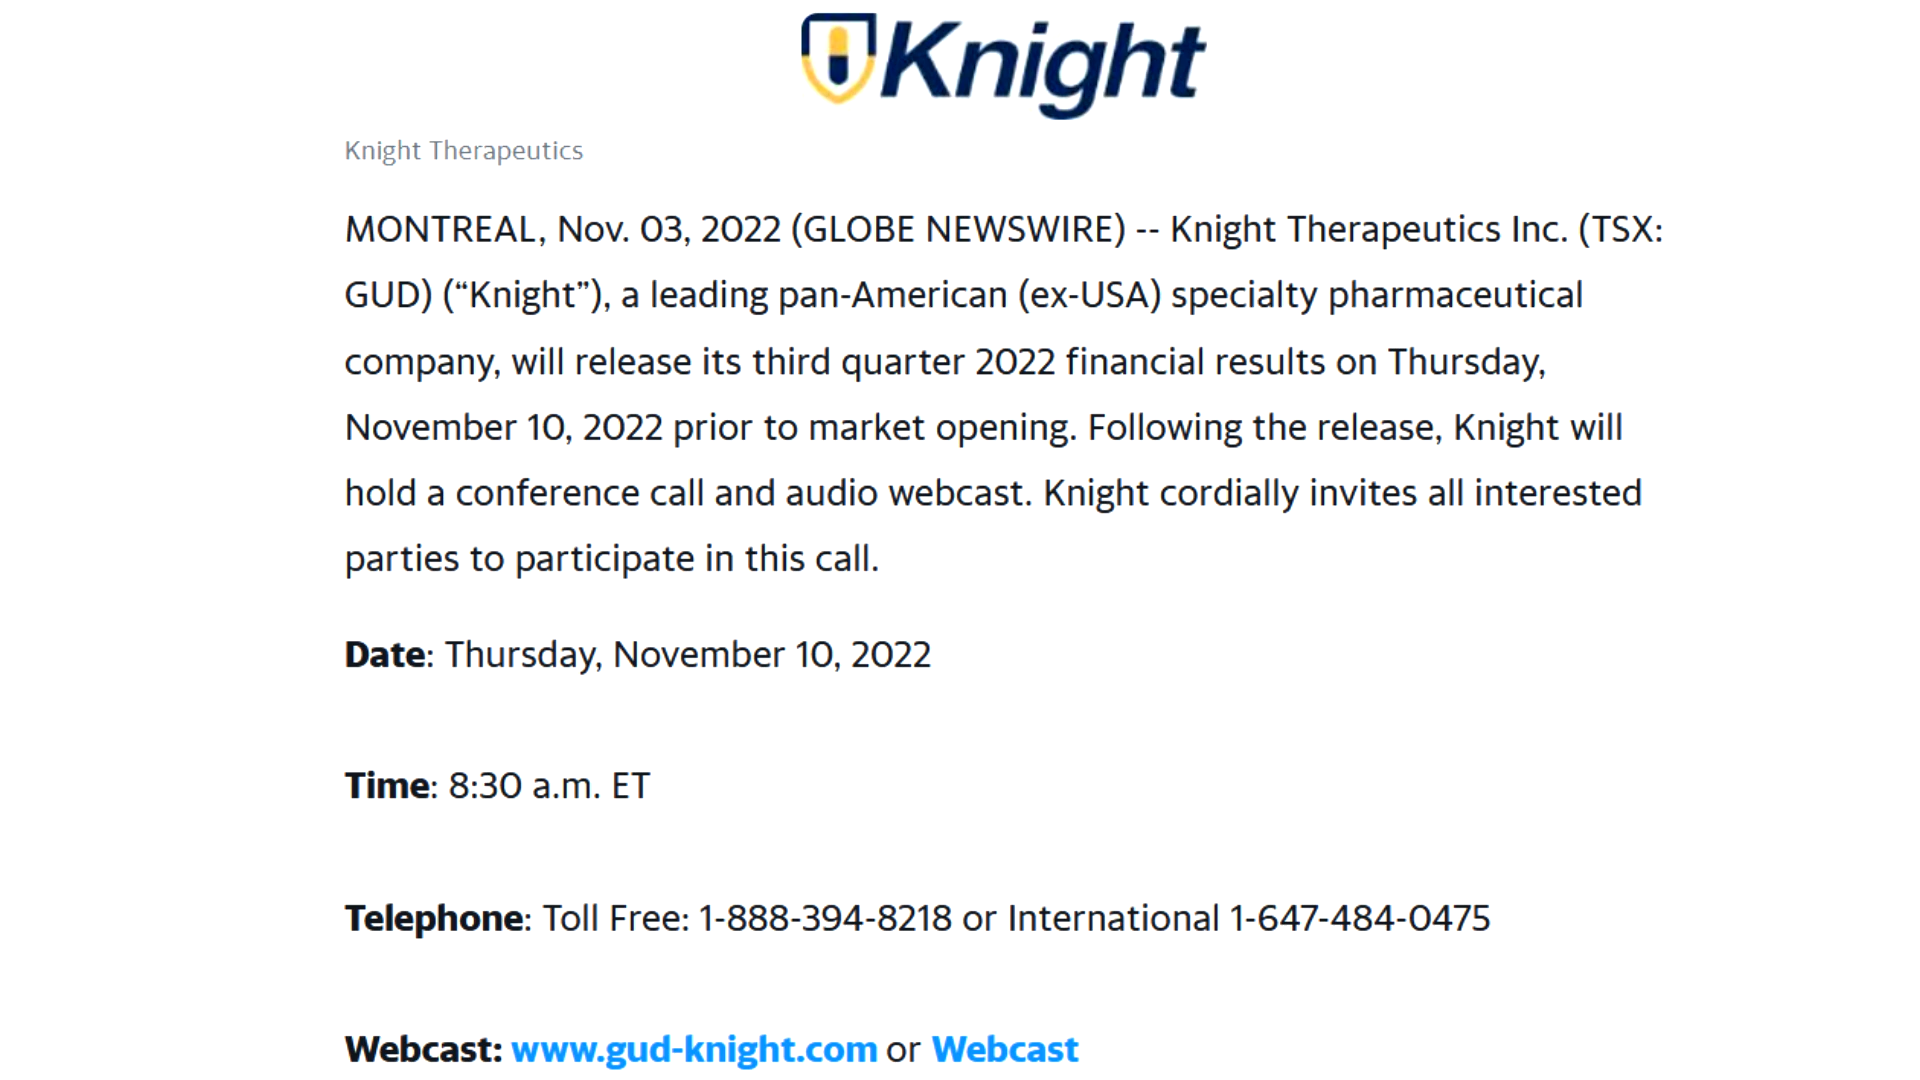 Knight
Knight Therapeutics
MONTREAL, Nov. 03, 2022 (GLOBE NEWSWIRE) -- Knight Therapeutics Inc. (TSX:
GUD) (“Knight”), a leading pan-American (ex-USA) specialty pharmaceutical
company, will release its third quarter 2022 financial results on Thursday,
November 10, 2022 prior to market opening. Following the release, Knight will
hold a conference call and audio webcast. Knight cordially invites all interested
parties to participate in this call.
Date: Thursday, November 10, 2022
Time: 8:30 a.m. ET
Telephone: Toll Free: 1-888-394-8218 or International 1-647-484-0475
Webcast: www.gud-knight.com or Webcast